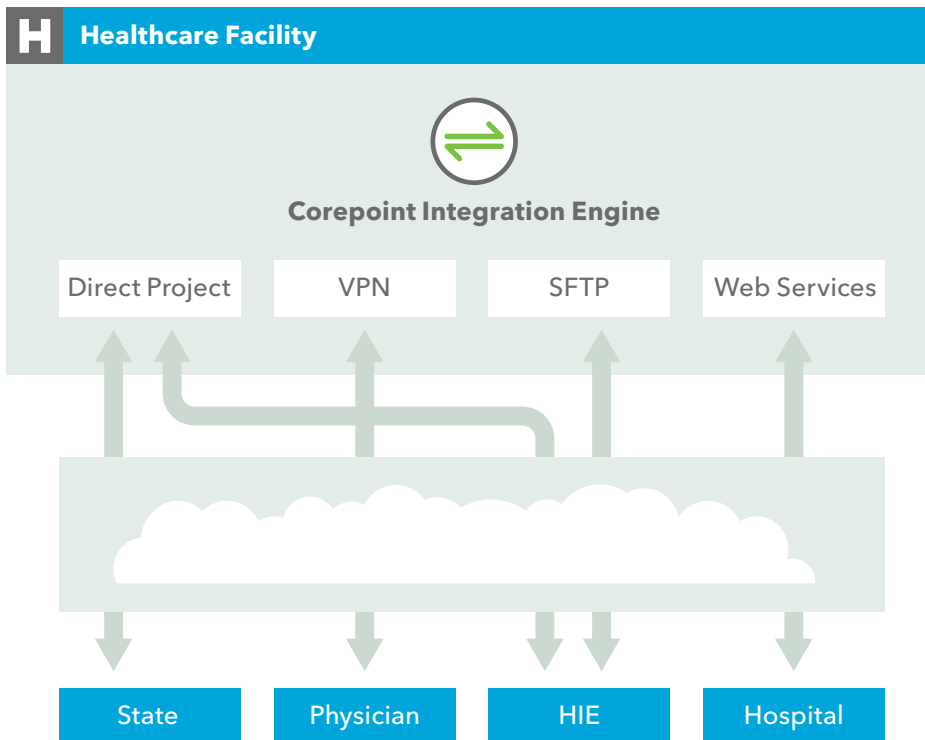 H Healthcare Facility
Corepoint Integration Engine
Direct Project VPN SFTP Web Services
State Physician HIE Hospital